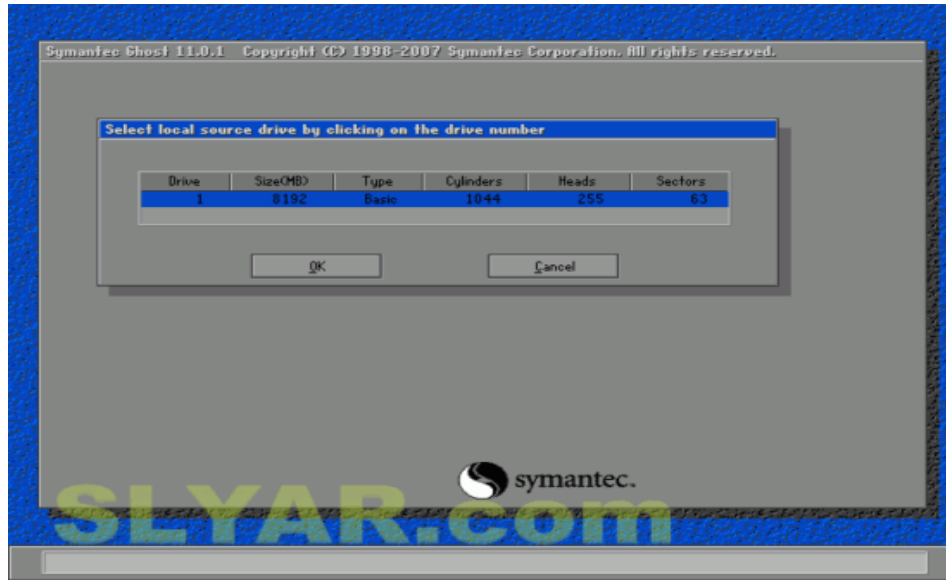 Symantec Ghost 11.0.1 Copyright (C) 1998-2007 Symantec Corporation. All rights reserved.
Select local source drive by clicking on the drive number
Drive Size(MB) Type Cylinders Heads Sectors
1 8192 Basic 1044 255 63
OK Cancel
symantec.
SLYAR.com